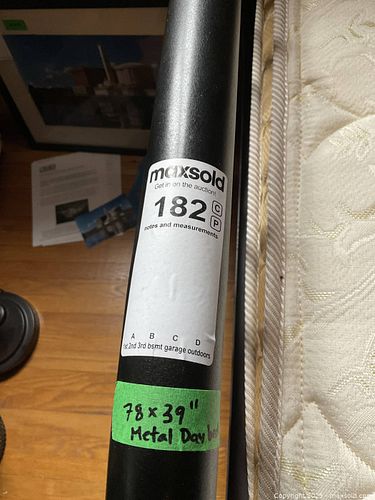 maxsold
Get in on the auction!
182 C
P
notes and measurements
A B C D
1st 2nd 3rd bsmt garage outdoors
78 x 39"
Metal Day
Copyright 2025 - maxsold.com